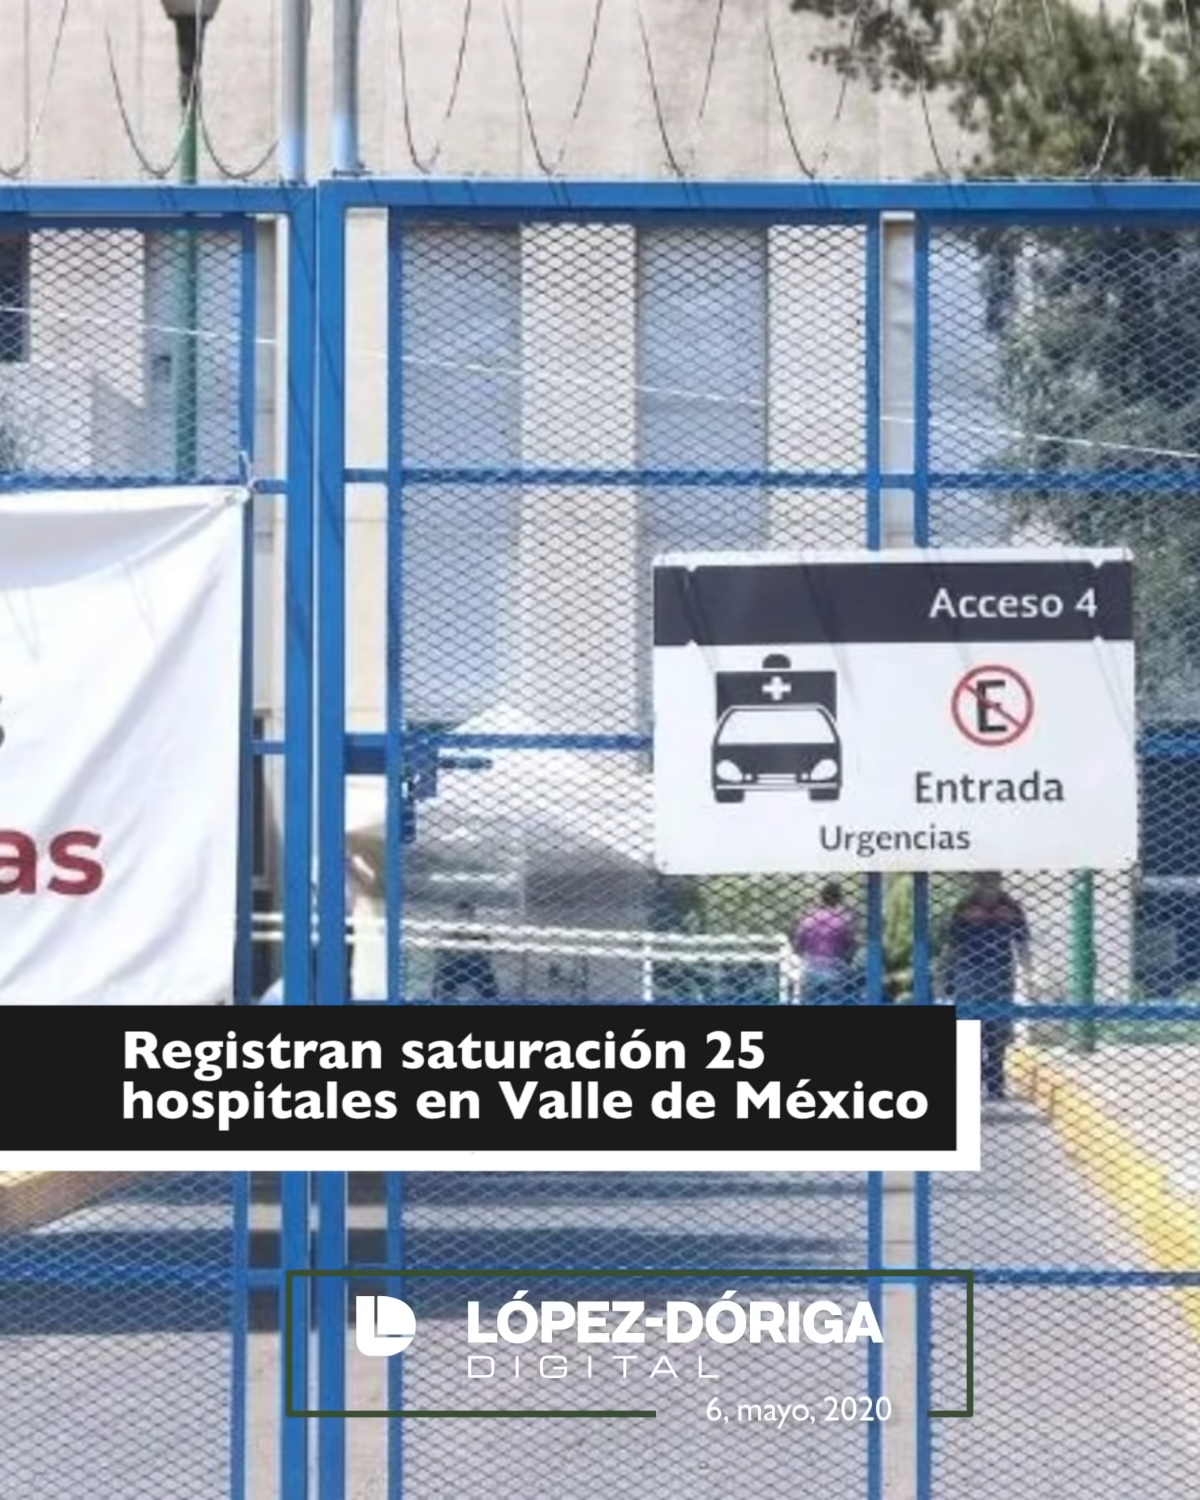 Acceso 4
E
Entrada
Urgencias
as
Registran saturación 25
hospitales en Valle de México
LÓPEZ-DÓRIGA
DIGITAL
6, mayo, 2020